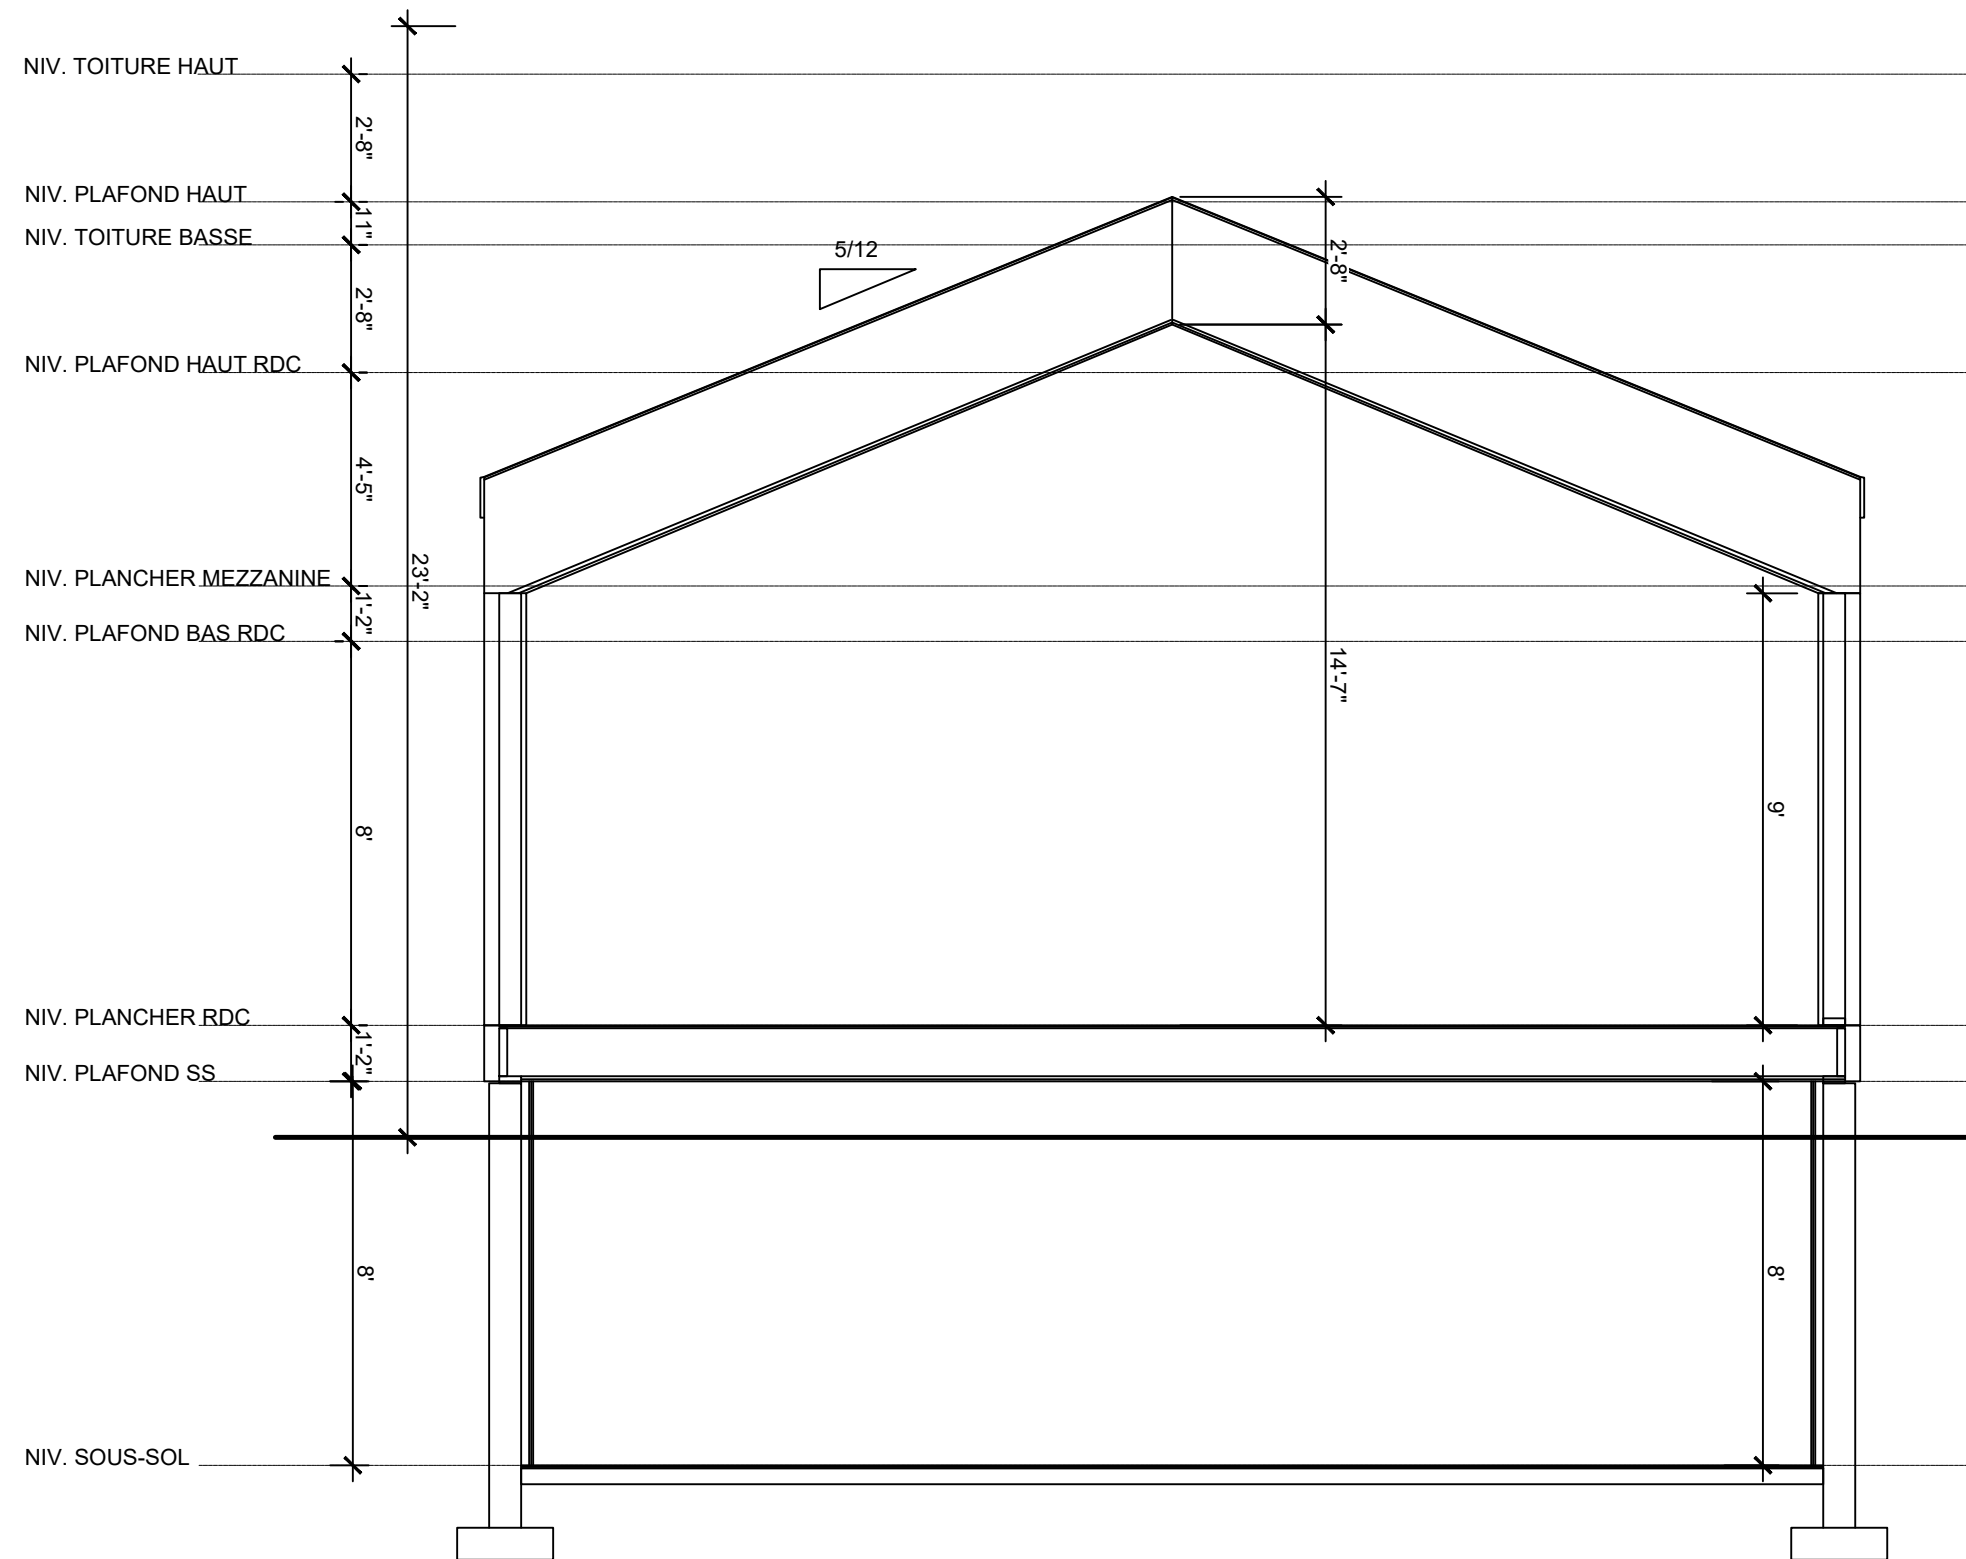 NIV. TOITURE HAUT
2'-8"
NIV. PLAFOND HAUT
11"
NIV. TOITURE BASSE
5/12
2'-8"
2'-8"
NIV. PLAFOND HAUT RDC
4'-5"
23'-2"
NIV. PLANCHER MEZZANINE
1'-2"
NIV. PLAFOND BAS RDC
14'-7"
8'
9'
NIV. PLANCHER RDC
1'-2"
NIV. PLAFOND SS
8'
8'
NIV. SOUS-SOL